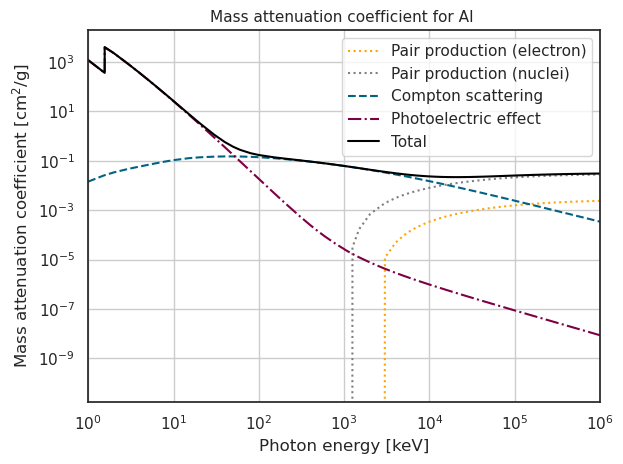 Mass attenuation coefficient for Al
Mass attenuation coefficient [cm²/g]
10³
10¹
10⁻¹
10⁻³
10⁻⁵
10⁻⁷
10⁻⁹
Pair production (electron)
Pair production (nuclei)
Compton scattering
Photoelectric effect
Total
10⁰ 10¹ 10² 10³ 10⁴ 10⁵ 10⁶
Photon energy [keV]